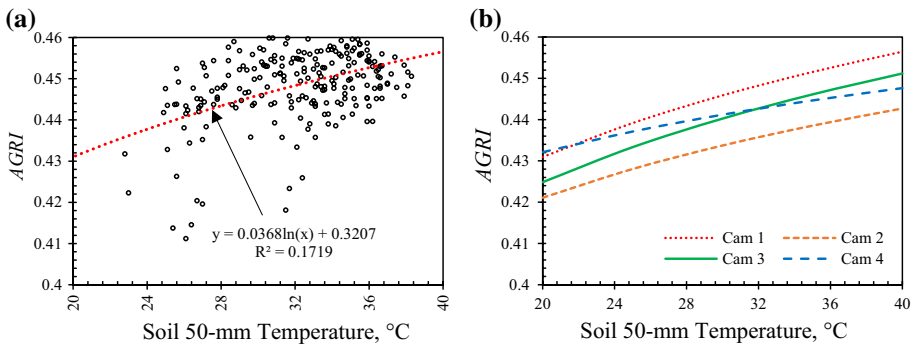 (a)
0.46
0.45
0.44
0.43
0.42
0.41
0.4
AGRI
y = 0.0368ln(x) + 0.3207
R² = 0.1719
20 24 28 32 36 40
Soil 50-mm Temperature, °C
(b)
0.46
0.45
0.44
0.43
0.42
0.41
0.4
AGRI
Cam 1 Cam 2
Cam 3 Cam 4
20 24 28 32 36 40
Soil 50-mm Temperature, °C